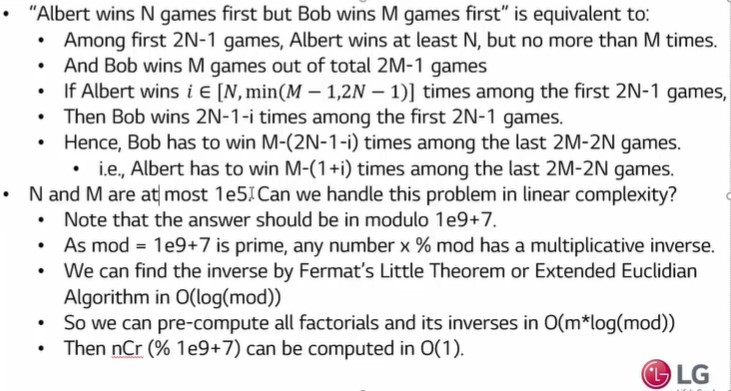 • “Albert wins N games first but Bob wins M games first” is equivalent to:
• Among first 2N-1 games, Albert wins at least N, but no more than M times.
• And Bob wins M games out of total 2M-1 games
• If Albert wins i ∈ [N, min(M − 1,2N − 1)] times among the first 2N-1 games,
• Then Bob wins 2N-1-i times among the first 2N-1 games.
• Hence, Bob has to win M-(2N-1-i) times among the last 2M-2N games.
• i.e., Albert has to win M-(1+i) times among the last 2M-2N games.
• N and M are at most 1e5. Can we handle this problem in linear complexity?
• Note that the answer should be in modulo 1e9+7.
• As mod = 1e9+7 is prime, any number x % mod has a multiplicative inverse.
• We can find the inverse by Fermat’s Little Theorem or Extended Euclidian
Algorithm in O(log(mod))
• So we can pre-compute all factorials and its inverses in O(m*log(mod))
• Then nCr (% 1e9+7) can be computed in O(1).
LG